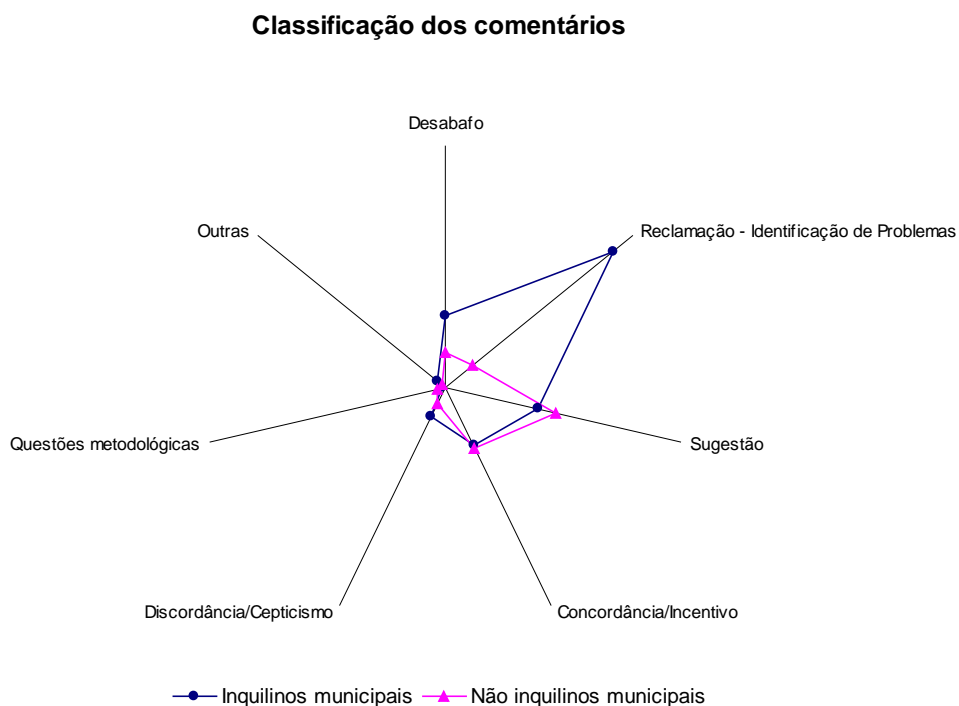 Classificação dos comentários
Desabafo
Outras
Reclamação - Identificação de Problemas
Questões metodológicas
Sugestão
Discordância/Cepticismo
Concordância/Incentivo
Inquilinos municipais
Não inquilinos municipais